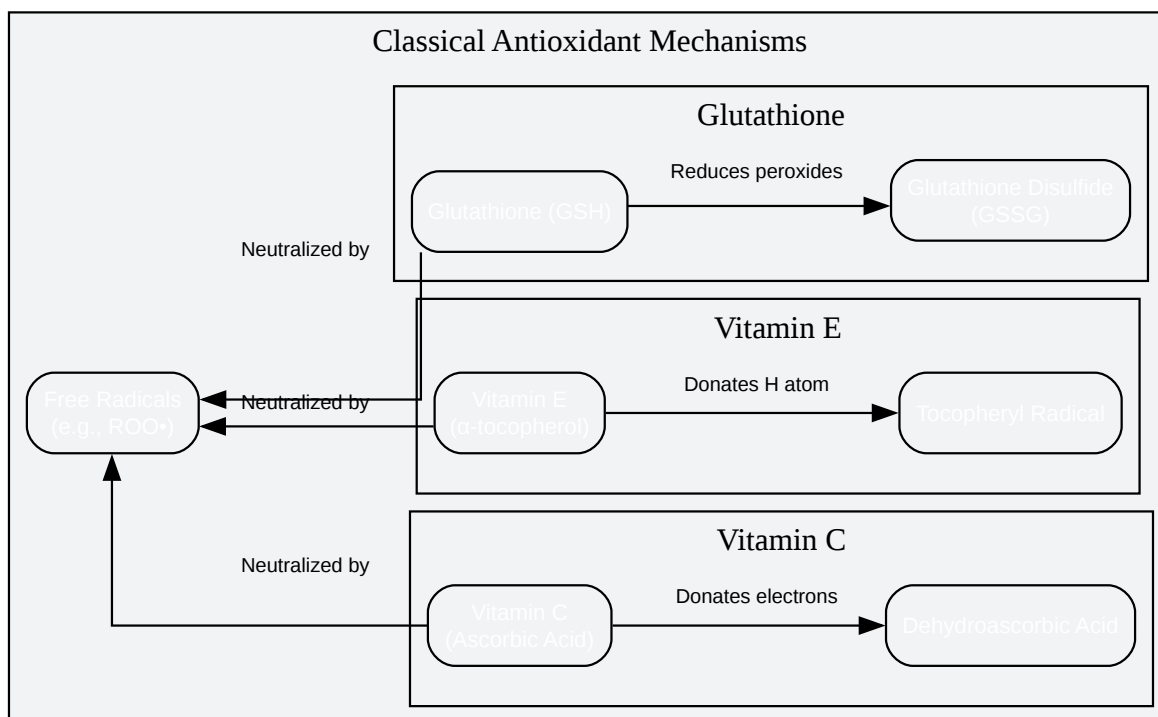 Classical Antioxidant Mechanisms
Glutathione
Reduces peroxides
Glutathione (GSH)
Glutathione Disulfide
(GSSG)
Neutralized by
Vitamin E
Donates H atom
Free Radicals
(e.g., ROO•)
Neutralized by
Vitamin E
(α-tocopherol)
Tocopheryl Radical
Vitamin C
Neutralized by
Donates electrons
Vitamin C
(Ascorbic Acid)
Dehydroascorbic Acid